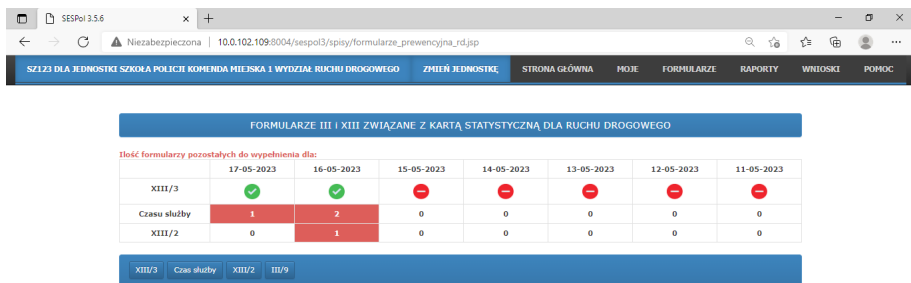 SESPol 3.5.6
Niezabezpieczona 10.0.102.109:8004/sespol3/spisy/formularze_prewencyjna_rd.jsp
SZ123 DLA JEDNOSTKI SZKOŁA POLICJI KOMENDA MIEJSKA 1 WYDZIAŁ RUCHU DROGOWEGO ZMIEŃ JEDNOSTKĘ STRONA GŁÓWNA MOJE FORMULARZE RAPORTY WNIOSKI POMOC
FORMULARZE III i XIII ZWIĄZANE Z KARTĄ STATYSTYCZNĄ DLA RUCHU DROGOWEGO
Ilość formularzy pozostałych do wypełnienia dla:
17-05-2023 16-05-2023 15-05-2023 14-05-2023 13-05-2023 12-05-2023 11-05-2023
XIII/3
Czasu służby 1 2 0 0 0 0 0
XIII/2 0 1 0 0 0 0 0
XIII/3 Czas służby XIII/2 III/9